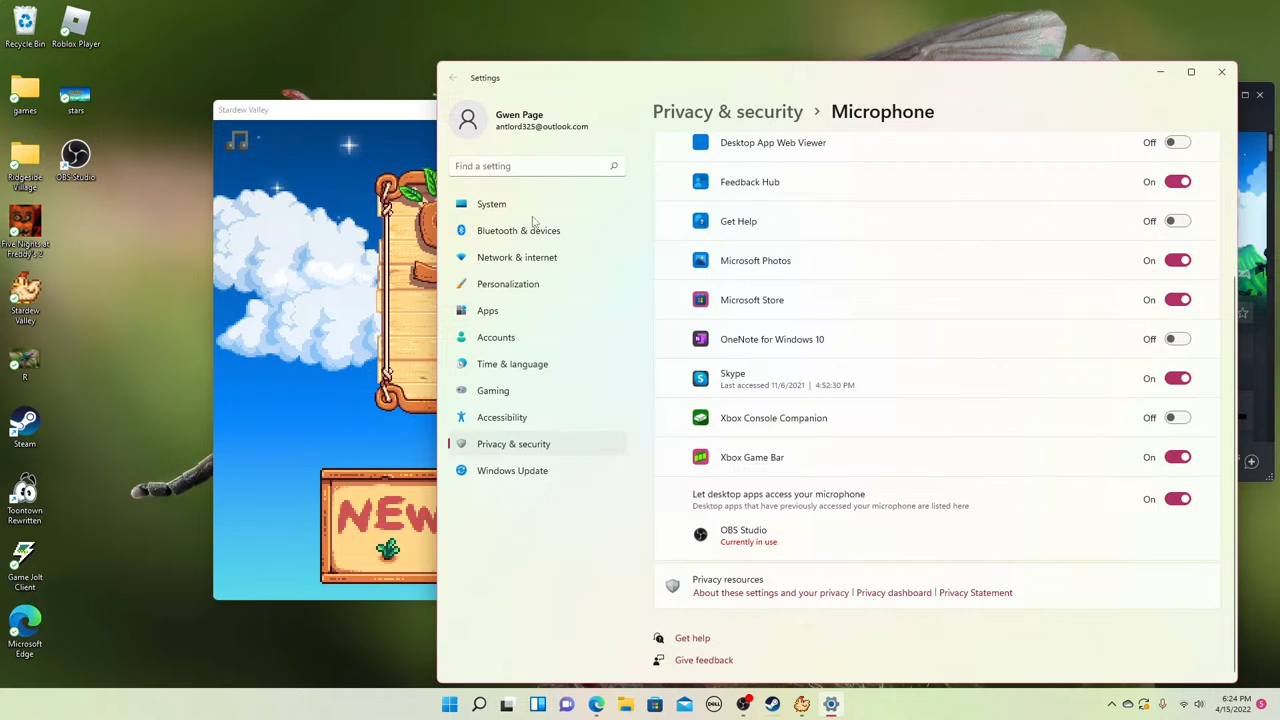 Recycle Bin
Roblox Player
games
stars
Ridgeside
Village
OBS Studio
Five Nights at
Freddy's 2
Stardew
Valley
R
Steam
Toontown
Rewritten
Game Jolt
Client
Microsoft
Edge
Stardew Valley
NEW
Settings
Gwen Page
antlord325@outlook.com
Find a setting
System
Bluetooth & devices
Network & internet
Personalization
Apps
Accounts
Time & language
Gaming
Accessibility
Privacy & security
Windows Update
Privacy & security > Microphone
Desktop App Web Viewer Off
Feedback Hub On
Get Help Off
Microsoft Photos On
Microsoft Store On
OneNote for Windows 10 Off
Skype On
Last accessed 11/6/2021 | 4:52:30 PM
Xbox Console Companion Off
Xbox Game Bar On
Let desktop apps access your microphone On
Desktop apps that have previously accessed your microphone are listed here
OBS Studio
Currently in use
Privacy resources
About these settings and your privacy | Privacy dashboard | Privacy Statement
Get help
Give feedback
DELL
6:24 PM
4/15/2022
5